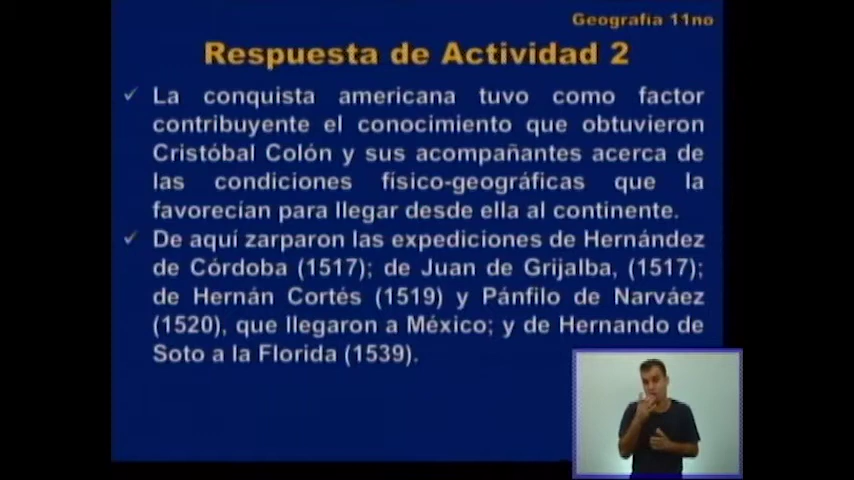 Geografía 11no
Respuesta de Actividad 2
✓ La conquista americana tuvo como factor
contribuyente el conocimiento que obtuvieron
Cristóbal Colón y sus acompañantes acerca de
las condiciones físico-geográficas que la
favorecían para llegar desde ella al continente.
✓ De aquí zarparon las expediciones de Hernández
de Córdoba (1517); de Juan de Grijalba, (1517);
de Hernán Cortés (1519) y Pánfilo de Narváez
(1520), que llegaron a México; y de Hernando de
Soto a la Florida (1539).